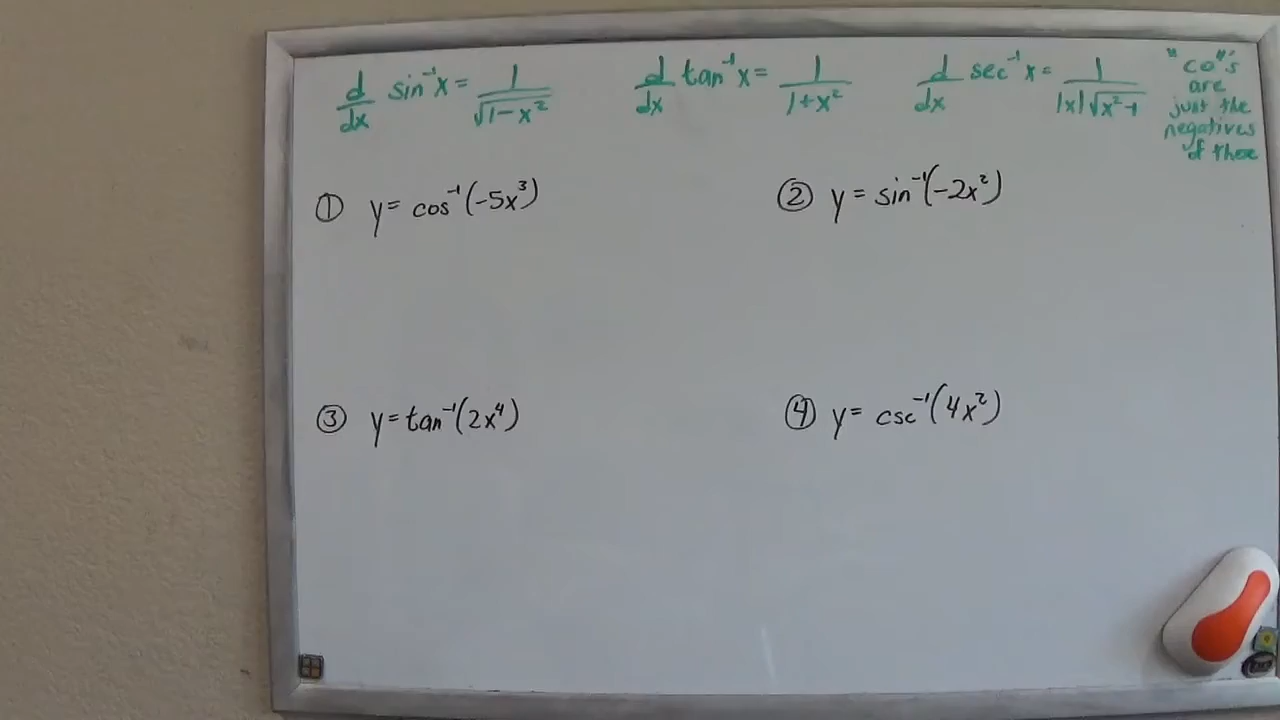 d/dx sin⁻¹x = 1/√(1-x²)
d/dx tan⁻¹x = 1/(1+x²)
d/dx sec⁻¹x = 1/(|x|√(x²-1))
"co"'s
are
just the
negatives
of these
① y = cos⁻¹(-5x³)
② y = sin⁻¹(-2x²)
③ y = tan⁻¹(2x⁴)
④ y = csc⁻¹(4x²)